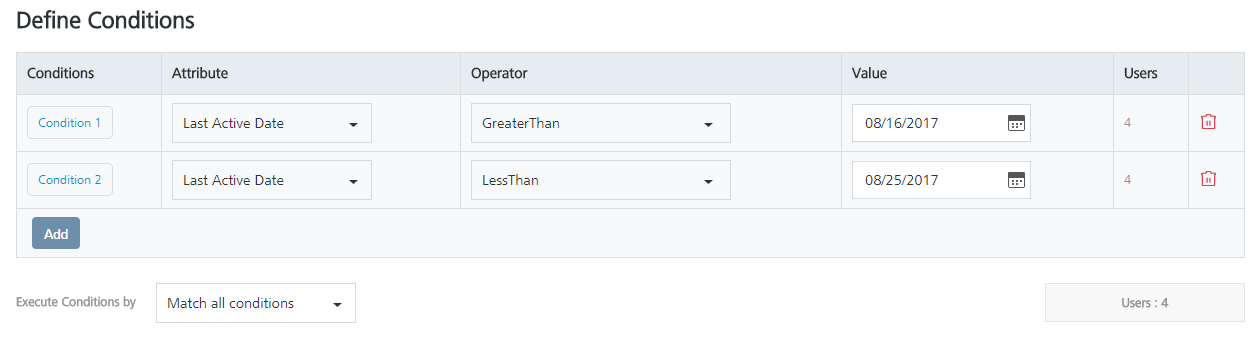 Define Conditions
Conditions Attribute Operator Value Users
Condition 1 Last Active Date GreaterThan 08/16/2017 4
Condition 2 Last Active Date LessThan 08/25/2017 4
Add
Execute Conditions by Match all conditions Users : 4